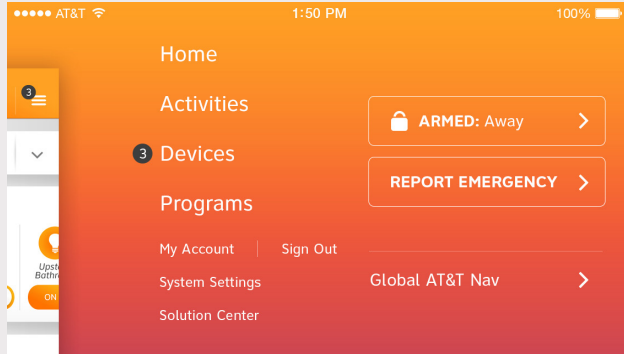 AT&T
1:50 PM
100%
Home
3
Activities
ARMED: Away
3 Devices
REPORT EMERGENCY
Programs
My Account
Sign Out
System Settings
Global AT&T Nav
Solution Center
ON